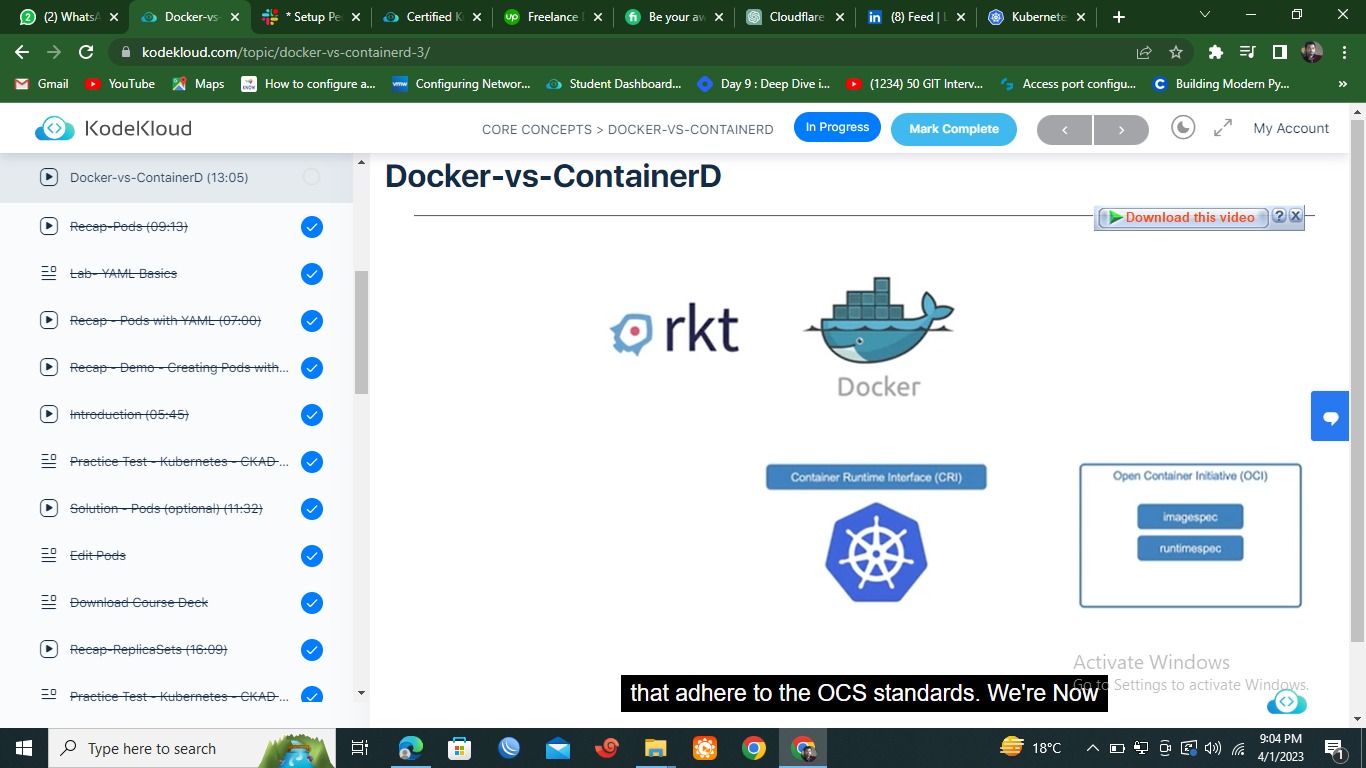 (2) WhatsA
Docker-vs-
* Setup Pe
Certified K
Freelance
Be your aw
Cloudflare
(8) Feed | L
Kubernete
kodekloud.com/topic/docker-vs-containerd-3/
Gmail
YouTube
Maps
How to configure a...
Configuring Networ...
Student Dashboard...
Day 9 : Deep Dive i...
(1234) 50 GIT Interv...
Access port configu...
Building Modern Py...
KodeKloud
CORE CONCEPTS > DOCKER-VS-CONTAINERD
In Progress
Mark Complete
My Account
Docker-vs-ContainerD (13:05)
Recap-Pods (09:13)
Lab- YAML Basics
Recap - Pods with YAML (07:00)
Recap - Demo - Creating Pods with...
Introduction (05:45)
Practice Test - Kubernetes - CKAD ...
Solution - Pods (optional) (11:32)
Edit Pods
Download Course Deck
Recap-ReplicaSets (16:09)
Practice Test - Kubernetes - CKAD ...
Docker-vs-ContainerD
Download this video
rkt
Docker
Container Runtime Interface (CRI)
Open Container Initiative (OCI)
imagespec
runtimespec
that adhere to the OCS standards. We're Now
Activate Windows
Go to Settings to activate Windows.
Type here to search
18°C
9:04 PM
4/1/2023
1